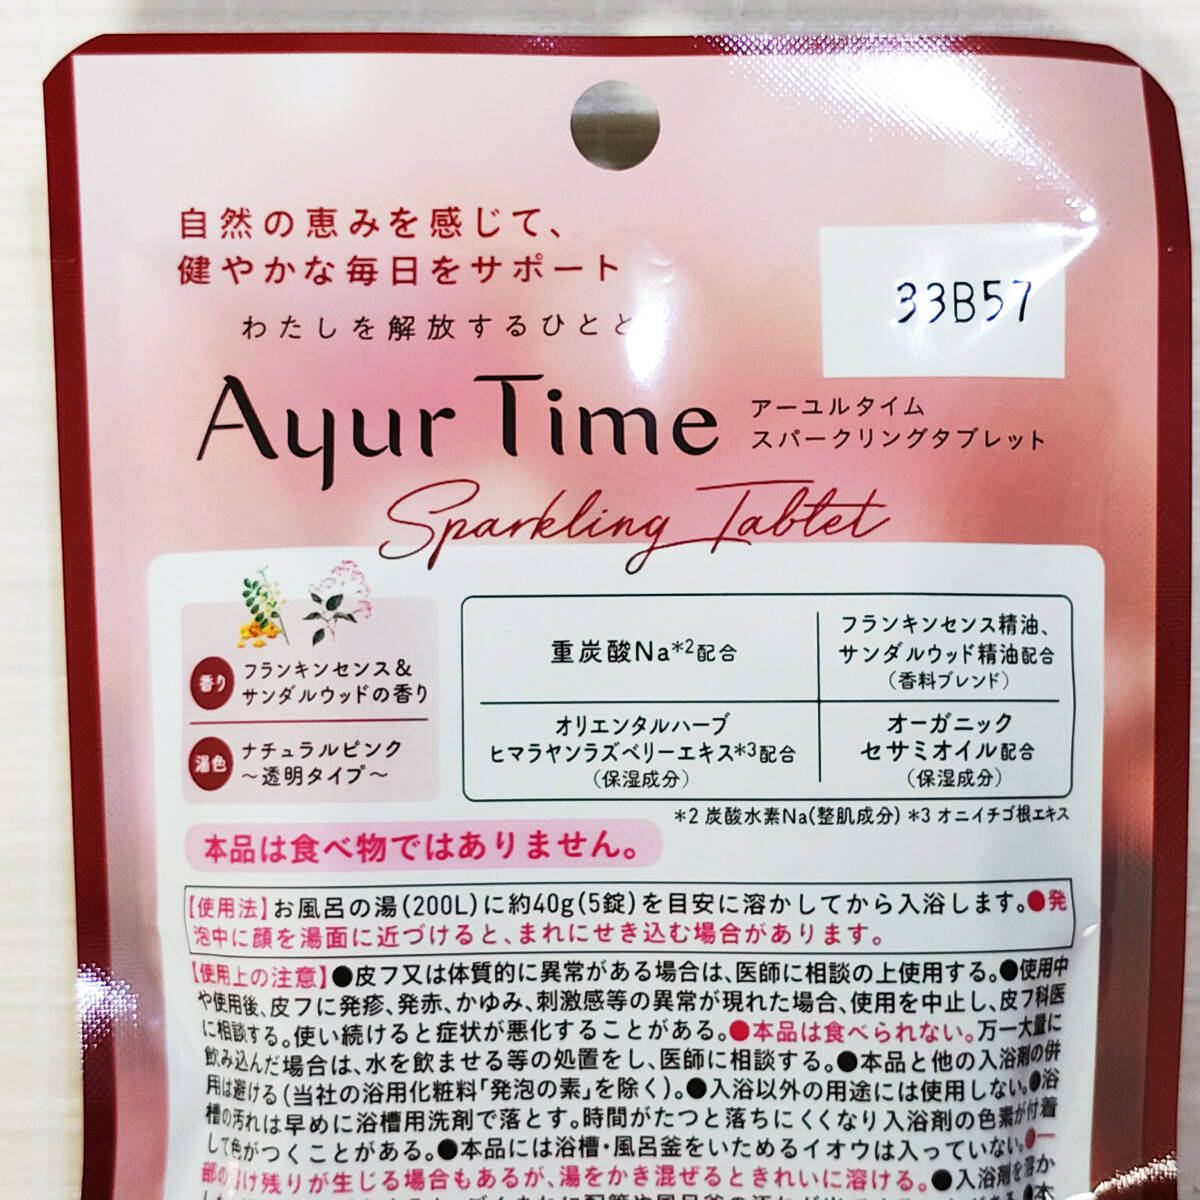 自然の恵みを感じて、
健やかな毎日をサポート
33B57
わたしを解放するひとと
Ayur Time
アーユルタイム
スパークリングタブレット
Sparkling Tablet
香り
フランキンセンス&
サンダルウッドの香り
湯色
ナチュラルピンク
～透明タイプ～
重炭酸Na*2配合
フランキンセンス精油、
サンダルウッド精油配合
(香料ブレンド)
オリエンタルハーブ
ヒマラヤンラズベリーエキス*3配合
(保湿成分)
オーガニック
セサミオイル配合
(保湿成分)
*2 炭酸水素Na(整肌成分) *3 オニイチゴ根エキス
本品は食べ物ではありません。
【使用法】お風呂の湯(200L)に約40g(5錠)を目安に溶かしてから入浴します。●発
泡中に顔を湯面に近づけると、まれにせき込む場合があります。
【使用上の注意】●皮フ又は体質的に異常がある場合は、医師に相談の上使用する。●使用中
や使用後、皮フに発疹、発赤、かゆみ、刺激感等の異常が現れた場合、使用を中止し、皮フ科医
に相談する。使い続けると症状が悪化することがある。●本品は食べられない。万一大量に
飲み込んだ場合は、水を飲ませる等の処置をし、医師に相談する。●本品と他の入浴剤の併
用は避ける(当社の浴用化粧料「発泡の素」を除く)。●入浴以外の用途には使用しない。●浴
槽の汚れは早めに浴槽用洗剤で落とす。時間がたつと落ちにくくなり入浴剤の色素が付着
して色がつくことがある。●本品には浴槽・風呂釜をいためるイオウは入っていない。●一
部の溶け残りが生じる場合もあるが、湯をかき混ぜるときれいに溶ける。●入浴剤を溶か